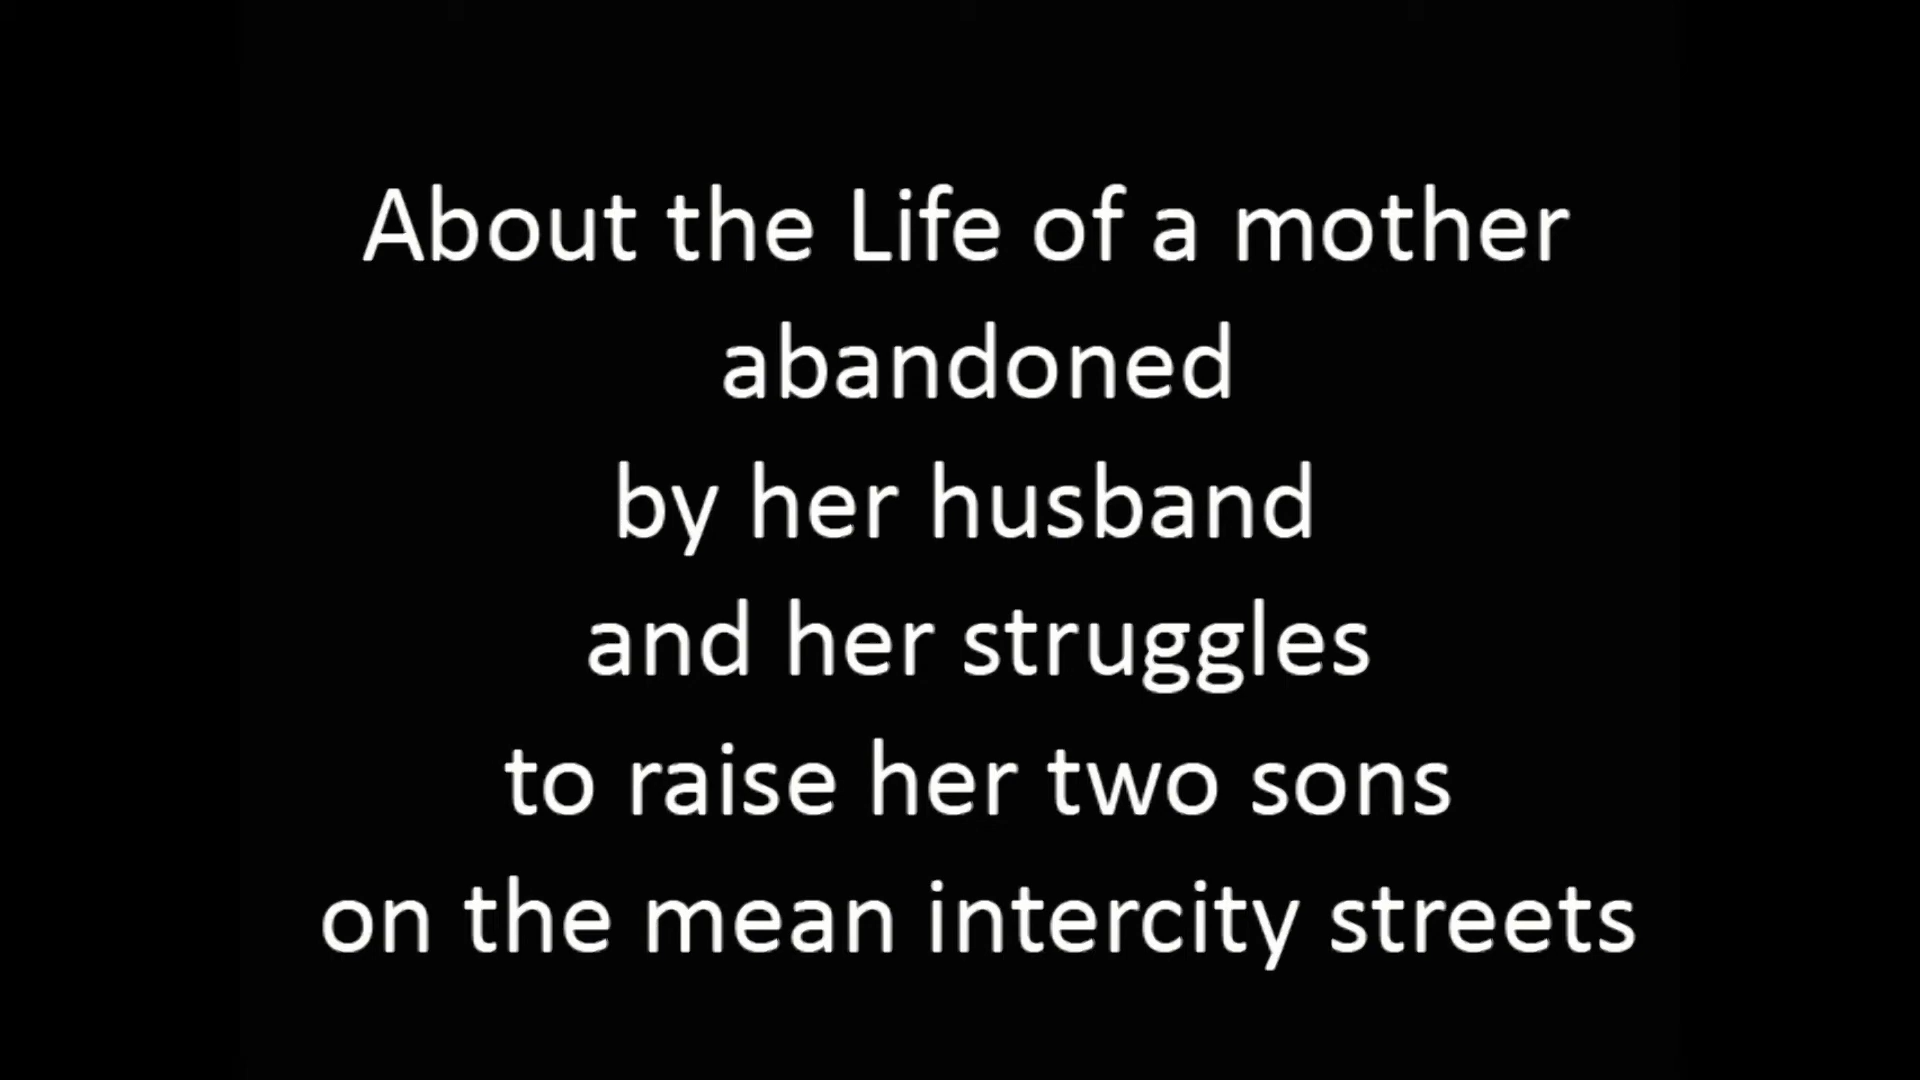 About the Life of a mother
abandoned
by her husband
and her struggles
to raise her two sons
on the mean intercity streets